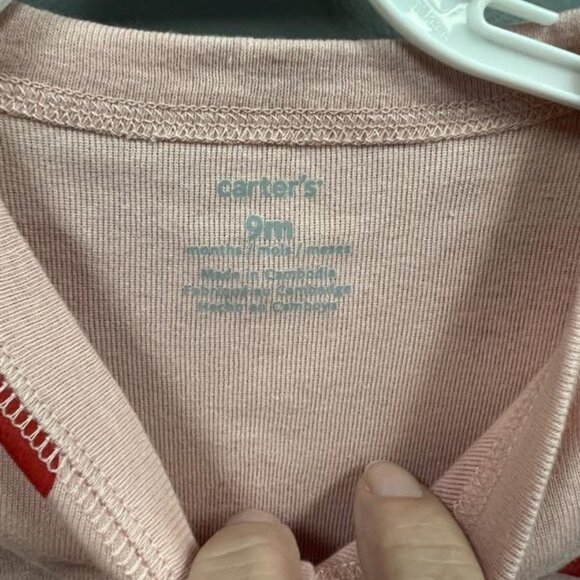 carter's
9m
months / mois / meses
Made in Cambodia
Fabriqué au Cambodge
Hecho en Camboya